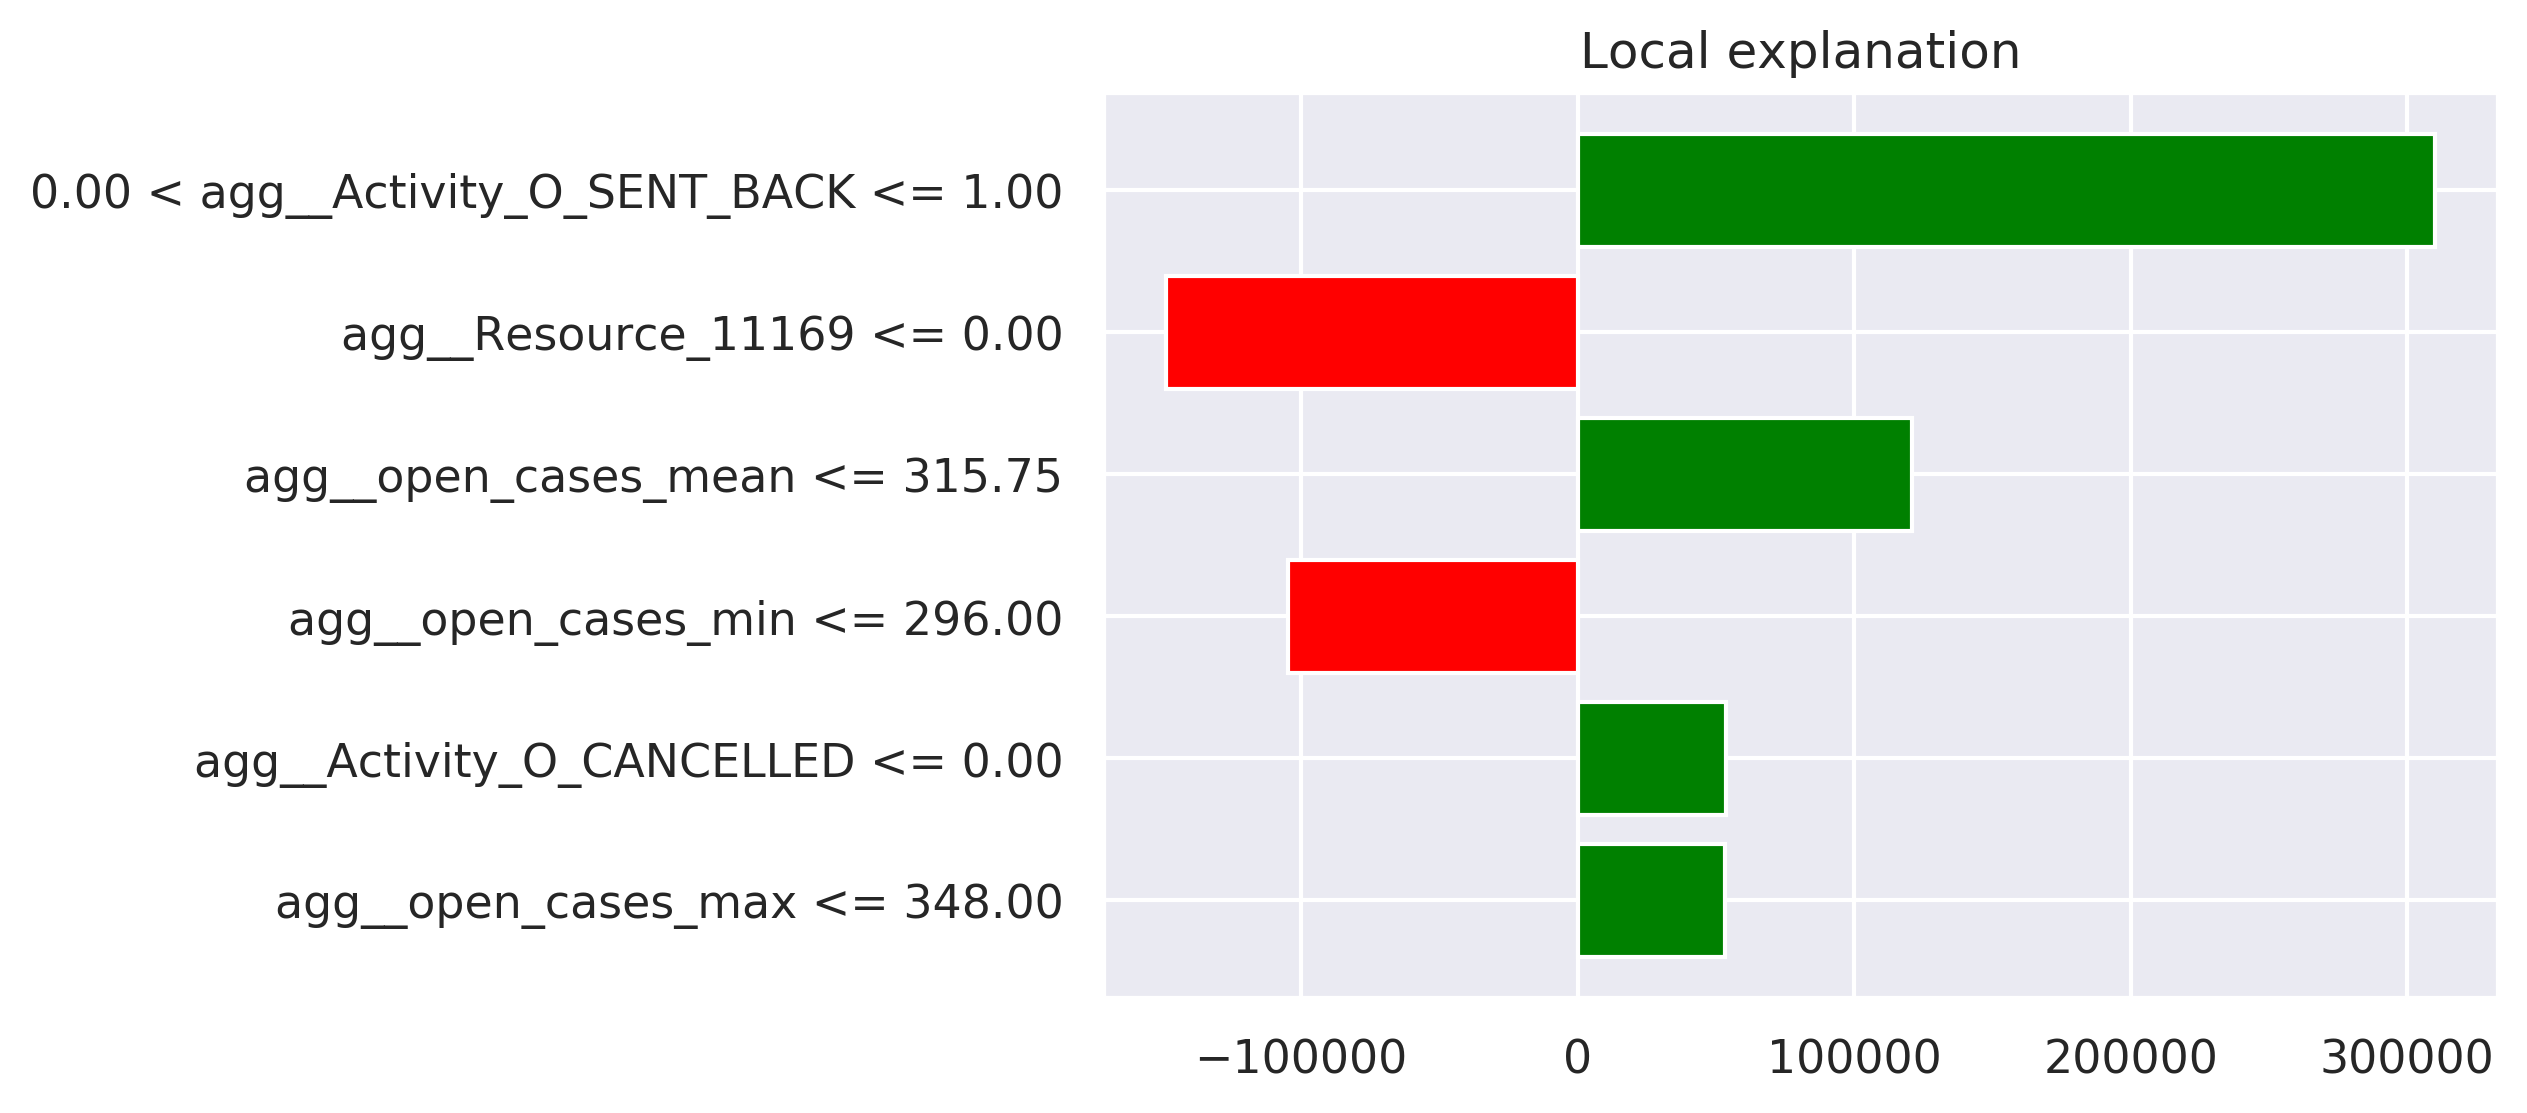 Local explanation
0.00 < agg__Activity_O_SENT_BACK <= 1.00
agg__Resource_11169 <= 0.00
agg__open_cases_mean <= 315.75
agg__open_cases_min <= 296.00
agg__Activity_O_CANCELLED <= 0.00
agg__open_cases_max <= 348.00
−100000 0 100000 200000 300000